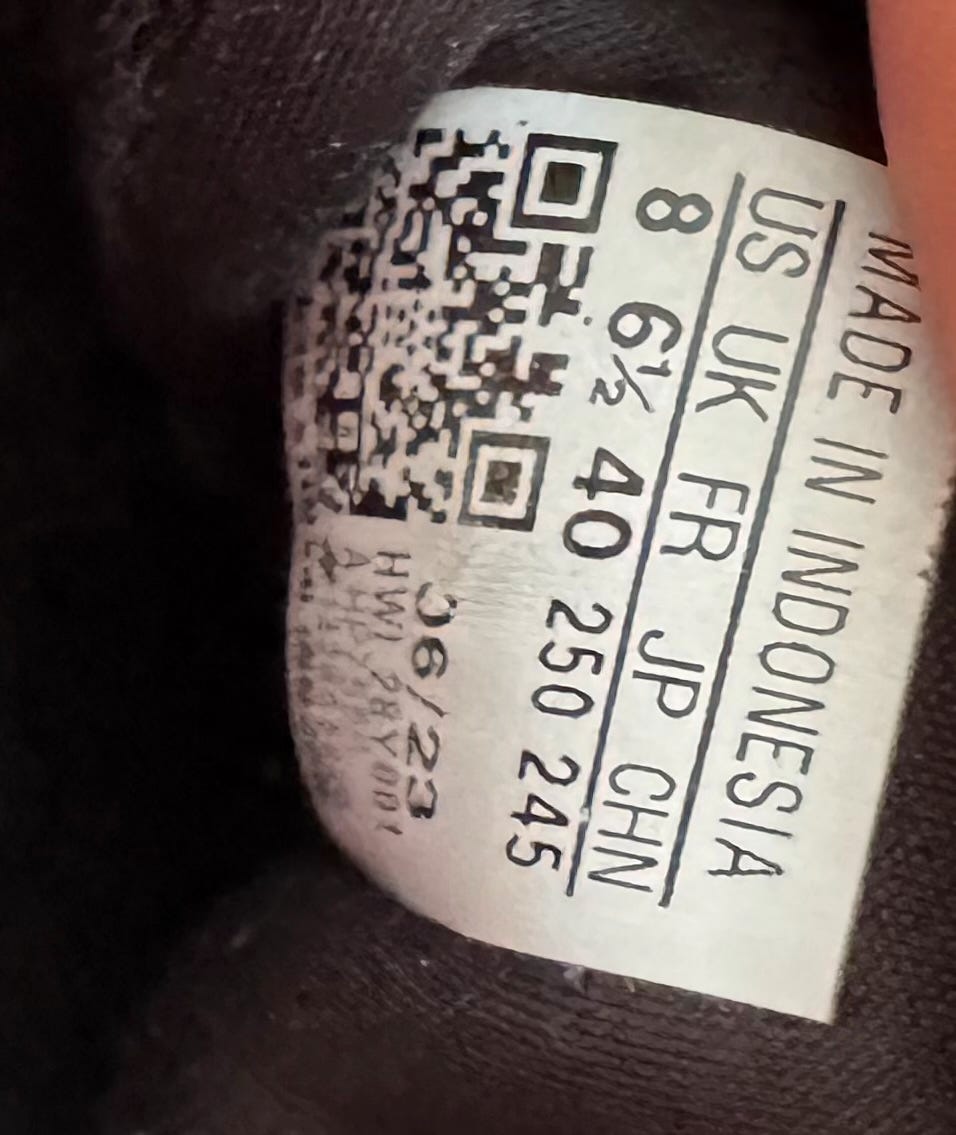 MADE IN INDONESIA
US UK FR JP CHN
8 6½ 40 250 245
06/23